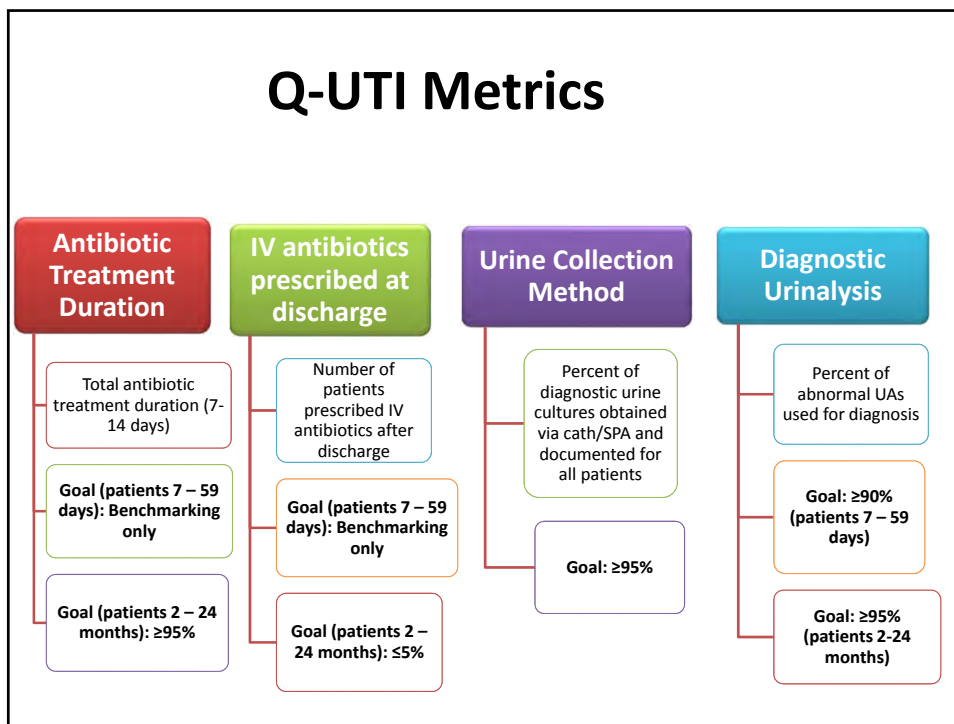 Q-UTI Metrics
Antibiotic
Treatment
Duration
Total antibiotic
treatment duration (7-
14 days)
Goal (patients 7 – 59
days): Benchmarking
only
Goal (patients 2 – 24
months): ≥95%
IV antibiotics
prescribed at
discharge
Number of
patients
prescribed IV
antibiotics after
discharge
Goal (patients 7 – 59
days): Benchmarking
only
Goal (patients 2 –
24 months): ≤5%
Urine Collection
Method
Percent of
diagnostic urine
cultures obtained
via cath/SPA and
documented for
all patients
Goal: ≥95%
Diagnostic
Urinalysis
Percent of
abnormal UAs
used for diagnosis
Goal: ≥90%
(patients 7 – 59
days)
Goal: ≥95%
(patients 2-24
months)